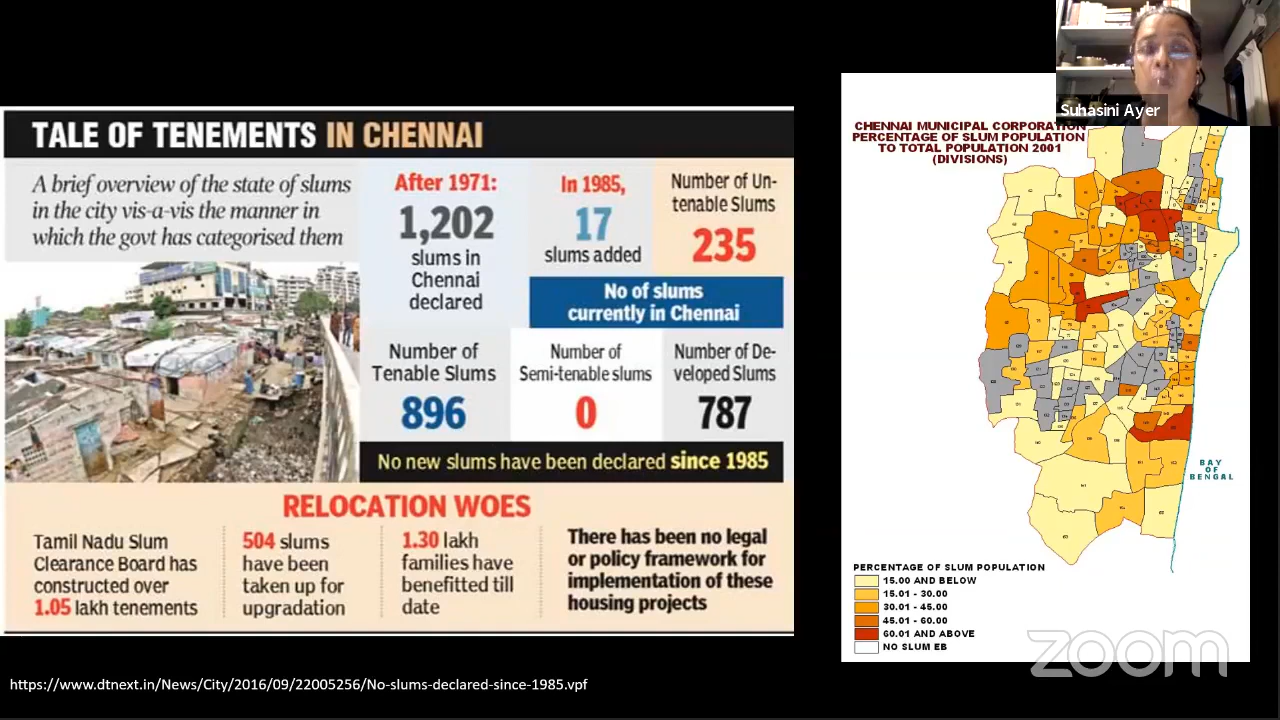 Suhasini Ayer
TALE OF TENEMENTS IN CHENNAI
A brief overview of the state of slums
in the city vis-a-vis the manner in
which the govt has categorised them
After 1971:
1,202
slums in
Chennai
declared
In 1985,
17
slums added
Number of Un-
tenable Slums
235
No of slums
currently in Chennai
Number of
Tenable Slums
896
Number of
Semi-tenable slums
0
Number of De-
veloped Slums
787
No new slums have been declared since 1985
RELOCATION WOES
Tamil Nadu Slum
Clearance Board has
constructed over
1.05 lakh tenements
504 slums
have been
taken up for
upgradation
1.30 lakh
families have
benefitted till
date
There has been no legal
or policy framework for
implementation of these
housing projects
https://www.dtnext.in/News/City/2016/09/22005256/No-slums-declared-since-1985.vpf
CHENNAI MUNICIPAL CORPORATION
PERCENTAGE OF SLUM POPULATION
TO TOTAL POPULATION 2001
(DIVISIONS)
BAY
OF
BENGAL
PERCENTAGE OF SLUM POPULATION
15.00 AND BELOW
15.01 - 30.00
30.01 - 45.00
45.01 - 60.00
60.01 AND ABOVE
NO SLUM EB
zoom